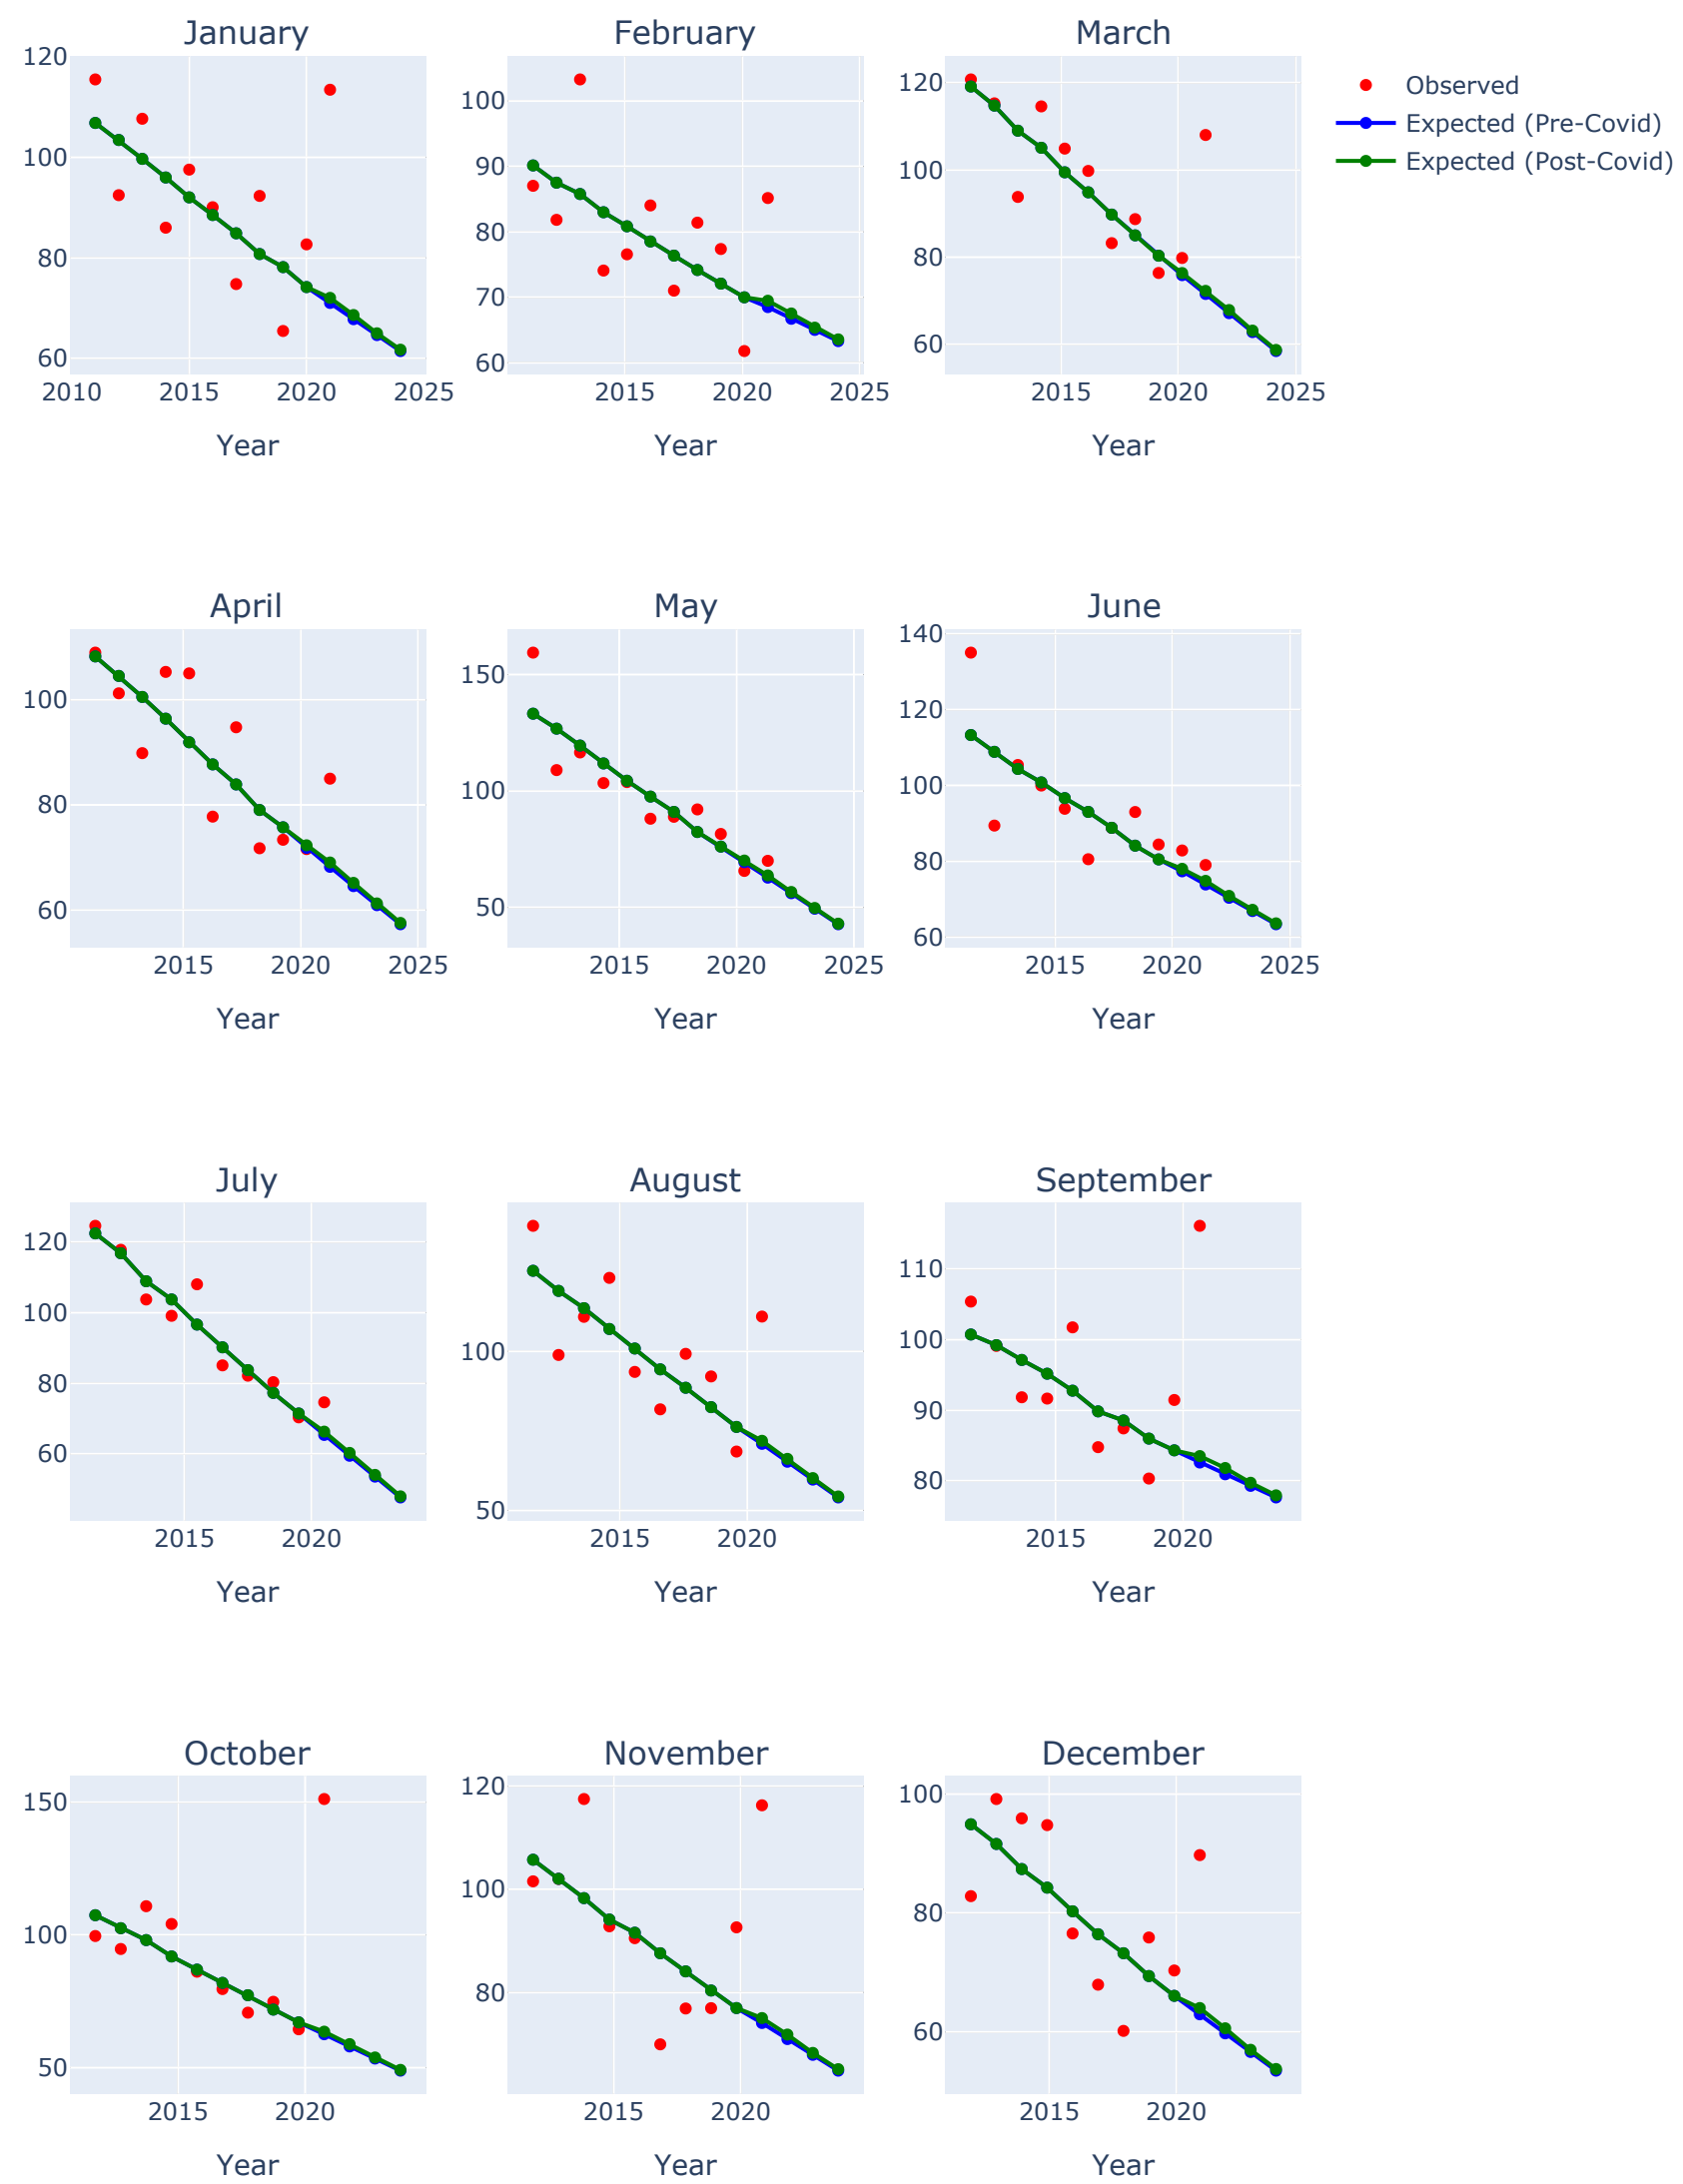 January
February
March
120
100
80
60
2010
2015
2020
2025
Year
100
90
80
70
60
2015
2020
2025
Year
120
100
80
60
2015
2020
2025
Year
Observed
Expected (Pre-Covid)
Expected (Post-Covid)
April
May
June
100
80
60
2015
2020
2025
Year
150
100
50
2015
2020
2025
Year
140
120
100
80
60
2015
2020
2025
Year
July
August
September
120
100
80
60
2015
2020
Year
100
50
2015
2020
Year
110
100
90
80
2015
2020
Year
October
November
December
150
100
50
2015
2020
Year
120
100
80
2015
2020
Year
100
80
60
2015
2020
Year